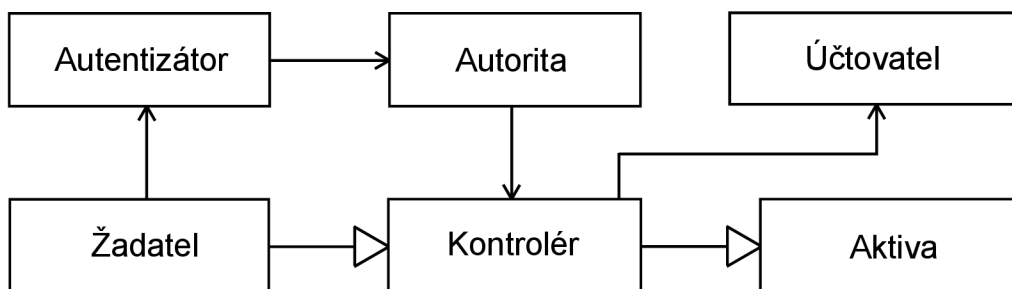 Autentizátor
Autorita
Účtovatel
Žadatel
Kontrolér
Aktiva